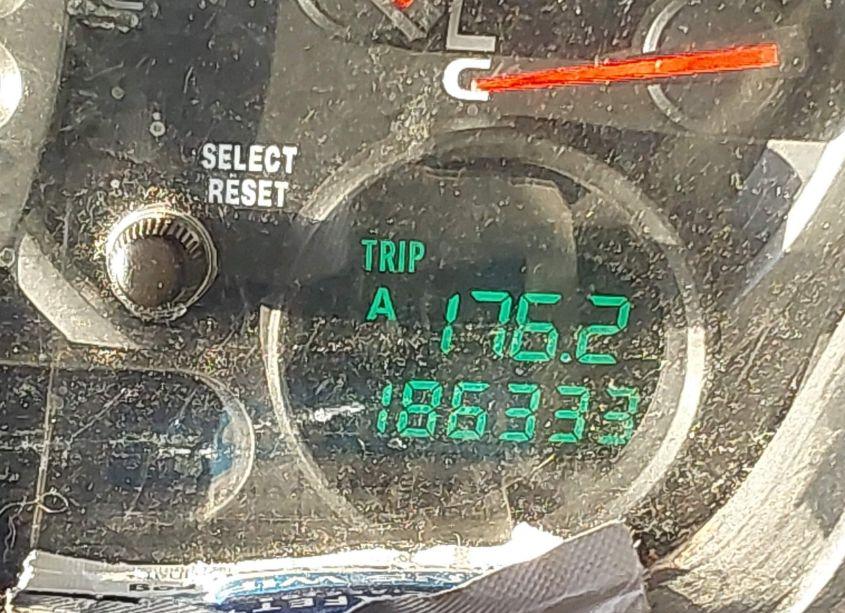 C
SELECT
RESET
TRIP
A 176.2
186333